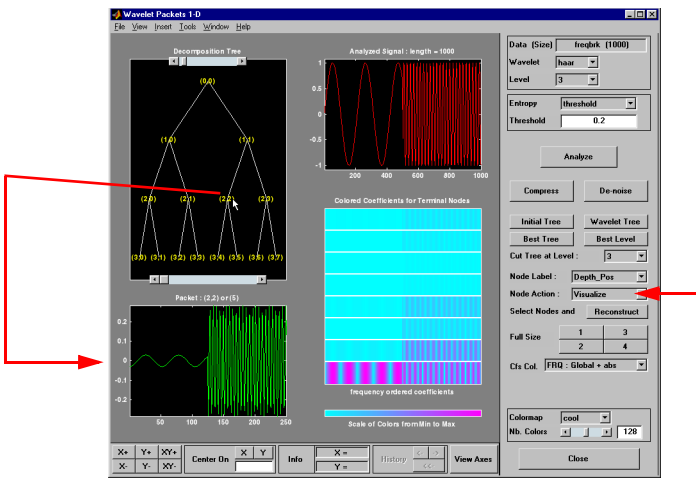 Wavelet Packets 1-D
File View Insert Tools Window Help
Decomposition Tree
(0,0)
(1,0) (1,1)
(2,0) (2,1) (2,2) (2,3)
(3,0) (3,1) (3,2) (3,3) (3,4) (3,5) (3,6) (3,7)
Packet : (2,2) or (5)
0.2
0.1
0
-0.1
-0.2
50 100 150 200 250
Analyzed Signal : length = 1000
1
0.5
0
-0.5
-1
200 400 600 800 1000
Colored Coefficients for Terminal Nodes
frequency ordered coefficients
Scale of Colors from Min to Max
Data (Size) freqbrk (1000)
Wavelet haar
Level 3
Entropy threshold
Threshold 0.2
Analyze
Compress De-noise
Initial Tree Wavelet Tree
Best Tree Best Level
Cut Tree at Level : 3
Node Label : Depth_Pos
Node Action : Visualize
Select Nodes and Reconstruct
Full Size 1 3
2 4
Cfs Col. FRQ : Global + abs
Colormap cool
Nb. Colors 128
Close
X+ Y+ XY+
X- Y- XY-
Center On X Y
Info X =
Y =
History < >
<<
View Axes